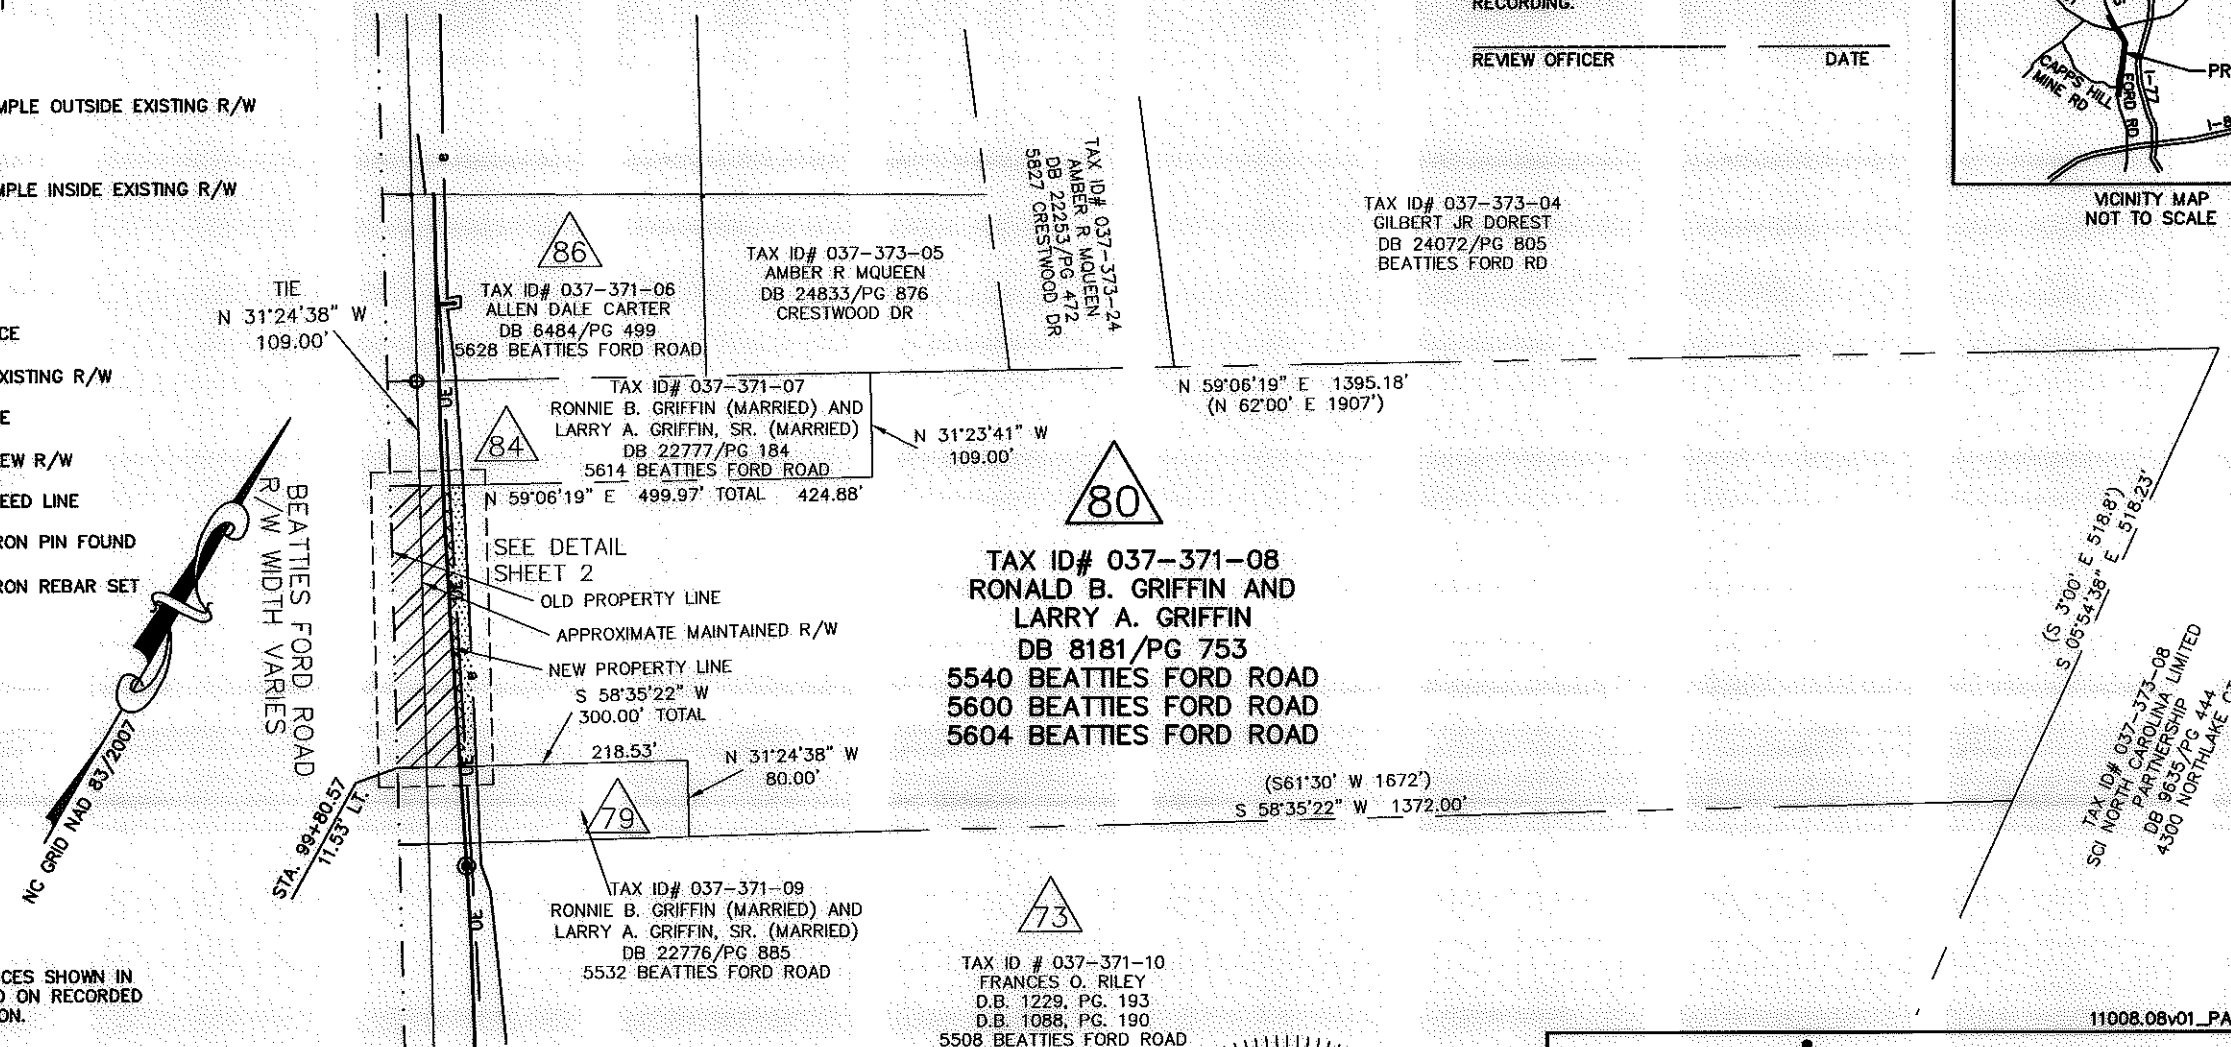 RECORDING.
REVIEW OFFICER
DATE
CAPPS HILL
MINE RD
FORD RD
I-77
VICINITY MAP
NOT TO SCALE
OUTSIDE EXISTING R/W
INSIDE EXISTING R/W
R/W
R/W
LINE
PIN FOUND
REBAR SET
SHOWN IN
ON RECORDED
TIE
N 31°24'38" W
109.00'
86
TAX ID# 037-371-06
ALLEN DALE CARTER
DB 6484/PG 499
5628 BEATTIES FORD ROAD
TAX ID# 037-373-05
AMBER R MQUEEN
DB 24833/PG 876
CRESTWOOD DR
TAX ID# 037-373-24
AMBER R MQUEEN
DB 22253/PG 472
5827 CRESTWOOD DR
TAX ID# 037-373-04
GILBERT JR DOREST
DB 24072/PG 805
BEATTIES FORD RD
84
TAX ID# 037-371-07
RONNIE B. GRIFFIN (MARRIED) AND
LARRY A. GRIFFIN, SR. (MARRIED)
DB 22777/PG 184
5614 BEATTIES FORD ROAD
N 59°06'19" E 499.97' TOTAL 424.88'
N 31°23'41" W
109.00'
N 59°06'19" E 1395.18'
(N 62°00' E 1907')
BEATTIES FORD ROAD
R/W WIDTH VARIES
NC GRID NAD 83/2007
SEE DETAIL
SHEET 2
OLD PROPERTY LINE
APPROXIMATE MAINTAINED R/W
NEW PROPERTY LINE
S 58°35'22" W
300.00' TOTAL
218.53'
N 31°24'38" W
80.00'
80
TAX ID# 037-371-08
RONALD B. GRIFFIN AND
LARRY A. GRIFFIN
DB 8181/PG 753
5540 BEATTIES FORD ROAD
5600 BEATTIES FORD ROAD
5604 BEATTIES FORD ROAD
(S61°30' W 1672')
S 58°35'22" W 1372.00'
(S 3°00' E 518.8')
S 05°54'38" E 518.23'
TAX ID# 037-373-08
SCI NORTH CAROLINA LIMITED
PARTNERSHIP
DB 9635/PG 444
4300 NORTHLAKE
STA. 99+80.57
11.53' LT.
79
TAX ID# 037-371-09
RONNIE B. GRIFFIN (MARRIED) AND
LARRY A. GRIFFIN, SR. (MARRIED)
DB 22776/PG 885
5532 BEATTIES FORD ROAD
73
TAX ID # 037-371-10
FRANCES O. RILEY
D.B. 1229, PG. 193
D.B. 1088, PG. 190
5508 BEATTIES FORD ROAD
11008.08v01_PA